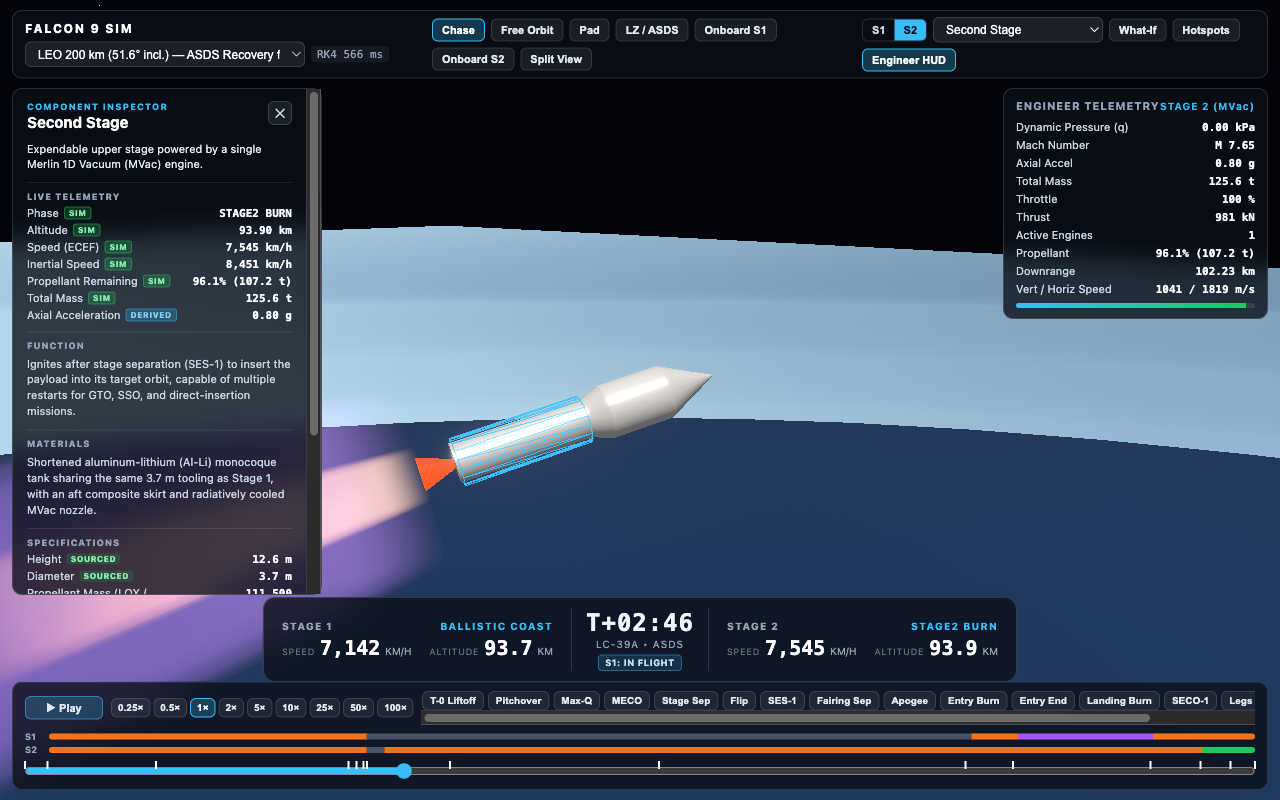 FALCON 9 SIM
LEO 200 km (51.6° incl.) — ASDS Recovery f
RK4 566 ms
Chase
Free Orbit
Pad
LZ / ASDS
Onboard S1
Onboard S2
Split View
S1
S2
Second Stage
What-If
Hotspots
Engineer HUD
COMPONENT INSPECTOR
Second Stage
Expendable upper stage powered by a single
Merlin 1D Vacuum (MVac) engine.
LIVE TELEMETRY
Phase SIM STAGE2 BURN
Altitude SIM 93.90 km
Speed (ECEF) SIM 7,545 km/h
Inertial Speed SIM 8,451 km/h
Propellant Remaining SIM 96.1% (107.2 t)
Total Mass SIM 125.6 t
Axial Acceleration DERIVED 0.80 g
FUNCTION
Ignites after stage separation (SES-1) to insert the
payload into its target orbit, capable of multiple
restarts for GTO, SSO, and direct-insertion
missions.
MATERIALS
Shortened aluminum-lithium (Al-Li) monocoque
tank sharing the same 3.7 m tooling as Stage 1,
with an aft composite skirt and radiatively cooled
MVac nozzle.
SPECIFICATIONS
Height SOURCED 12.6 m
Diameter SOURCED 3.7 m
Propellant Mass (LOX / 111,500
ENGINEER TELEMETRY STAGE 2 (MVac)
Dynamic Pressure (q) 0.00 kPa
Mach Number M 7.65
Axial Accel 0.80 g
Total Mass 125.6 t
Throttle 100 %
Thrust 981 kN
Active Engines 1
Propellant 96.1% (107.2 t)
Downrange 102.23 km
Vert / Horiz Speed 1041 / 1819 m/s
STAGE 1 BALLISTIC COAST
SPEED 7,142 KM/H ALTITUDE 93.7 KM
T+02:46
LC-39A • ASDS
S1: IN FLIGHT
STAGE 2 STAGE2 BURN
SPEED 7,545 KM/H ALTITUDE 93.9 KM
Play
0.25×
0.5×
1×
2×
5×
10×
25×
50×
100×
T-0 Liftoff
Pitchover
Max-Q
MECO
Stage Sep
Flip
SES-1
Fairing Sep
Apogee
Entry Burn
Entry End
Landing Burn
SECO-1
Legs
S1
S2